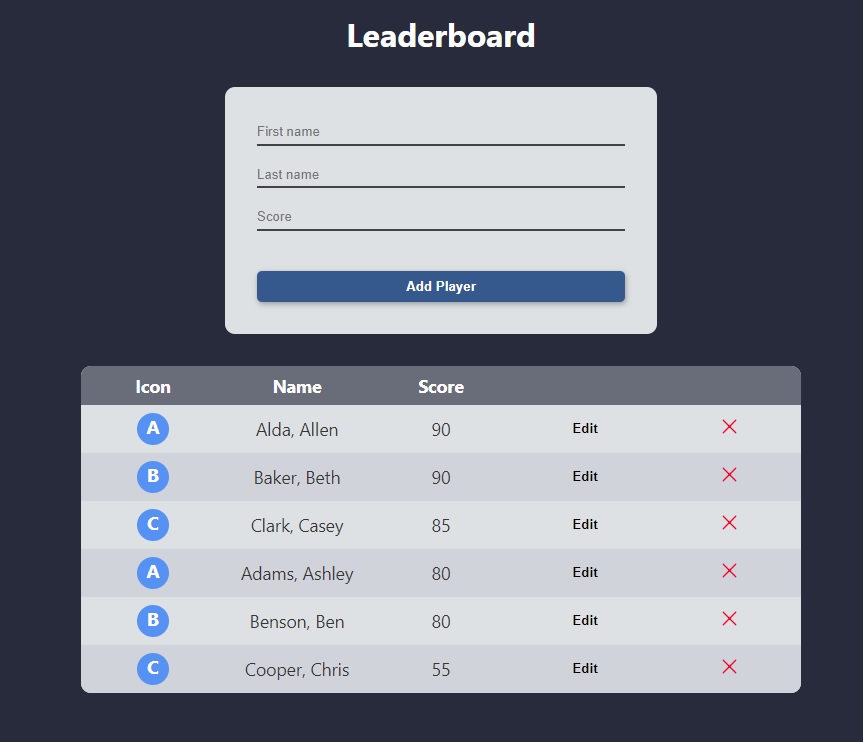 Leaderboard
First name
Last name
Score
Add Player
Icon Name Score
A Alda, Allen 90 Edit
B Baker, Beth 90 Edit
C Clark, Casey 85 Edit
A Adams, Ashley 80 Edit
B Benson, Ben 80 Edit
C Cooper, Chris 55 Edit